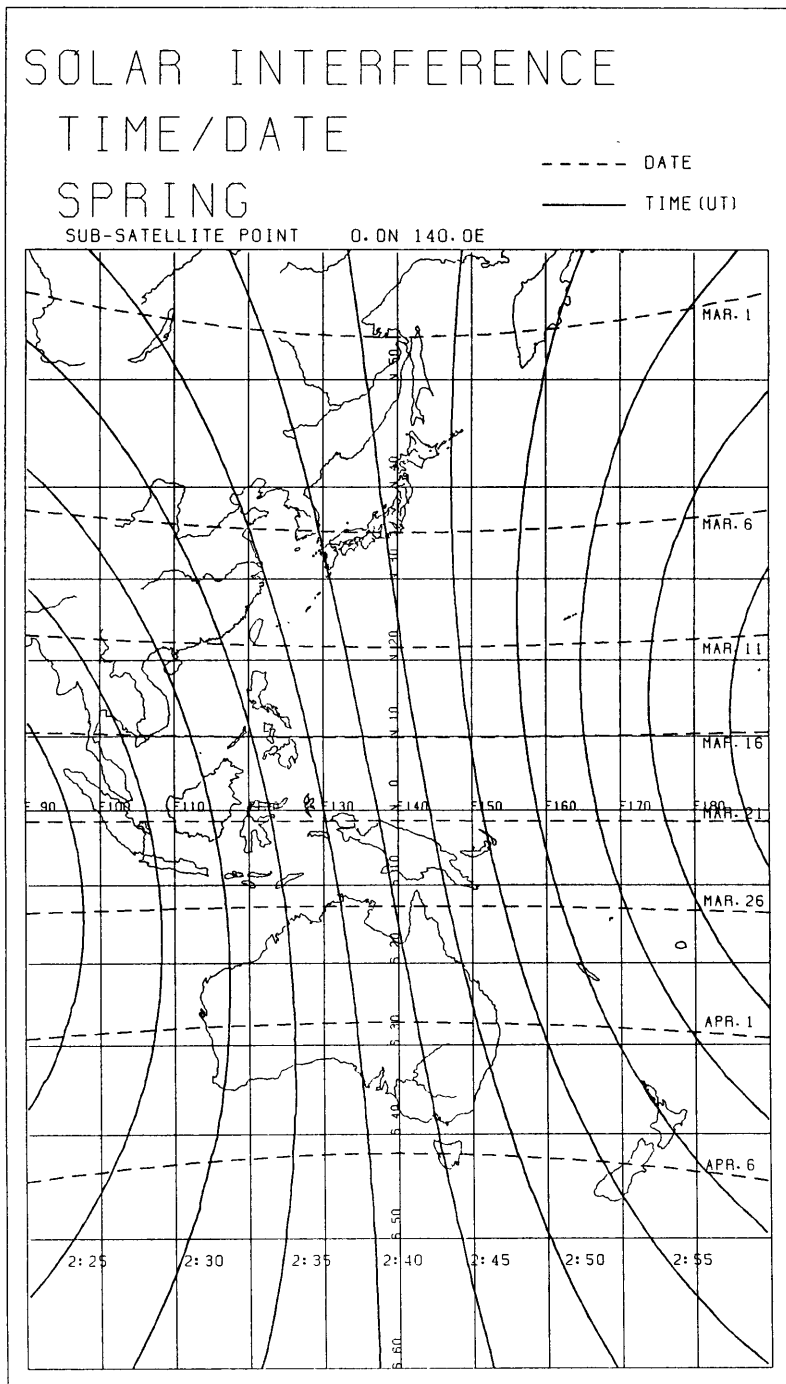 SOLAR INTERFERENCE
TIME/DATE
SPRING
DATE
TIME(UT)
SUB-SATELLITE POINT 0.0N 140.0E
MAR. 1
N 50
N 40
MAR. 6
N 30
N 20
MAR. 11
N 10
MAR. 16
0
E 90 E100 E110 E120 E130 E140 E150 E160 E170 E180
MAR. 21
S 10
MAR. 26
S 20
APR. 1
S 30
S 40
APR. 6
S 50
2:25 2:30 2:35 2:40 2:45 2:50 2:55
S 60